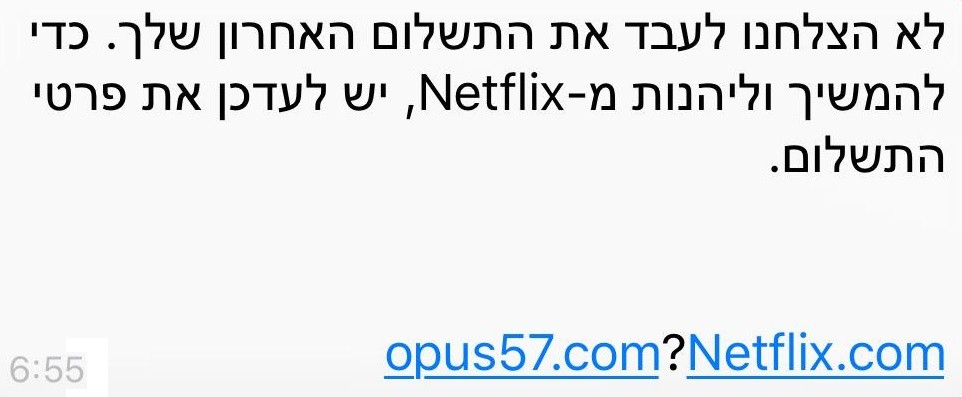 לא הצלחנו לעבד את התשלום האחרון שלך. כדי
להמשיך וליהנות מ-Netflix, יש לעדכן את פרטי
התשלום.
opus57.com?Netflix.com
6:55